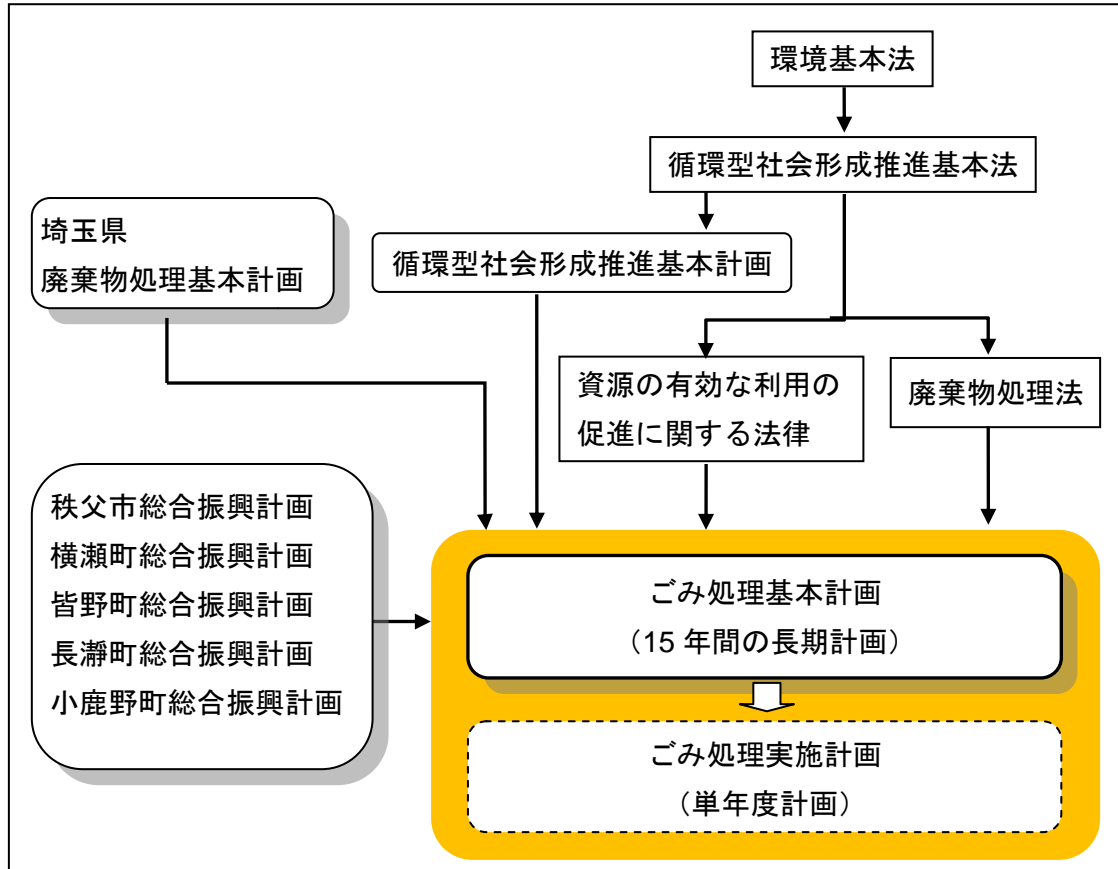 環境基本法
循環型社会形成推進基本法
埼玉県
廃棄物処理基本計画
循環型社会形成推進基本計画
資源の有効な利用の
促進に関する法律
廃棄物処理法
秩父市総合振興計画
横瀬町総合振興計画
皆野町総合振興計画
長瀞町総合振興計画
小鹿野町総合振興計画
ごみ処理基本計画
（15年間の長期計画）
ごみ処理実施計画
（単年度計画）